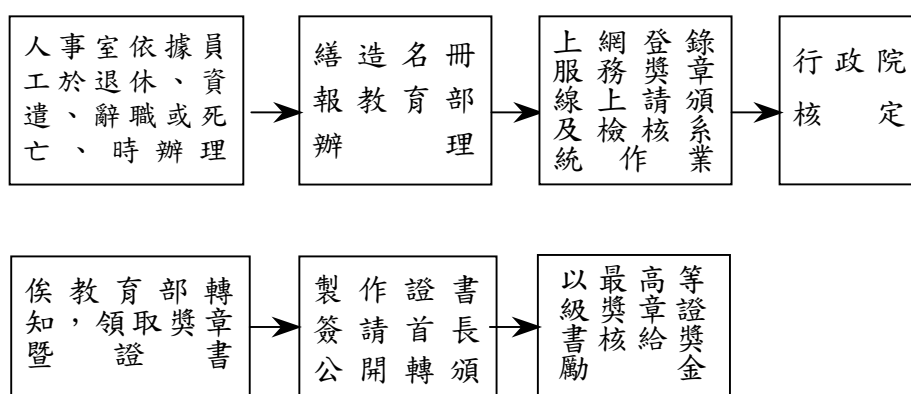 人事室依據員
工於退休、資
遣、辭職或死
亡、時辦理
繕造名冊
報教育部
辦理
上網登錄
服務獎章
線上請頒
及檢核系
統作業
行政院
核定
俟教育部轉
知，領取獎章
暨證書
製作證書
簽請首長
公開轉頒
以最高等
級獎章證
書核給獎
勵金